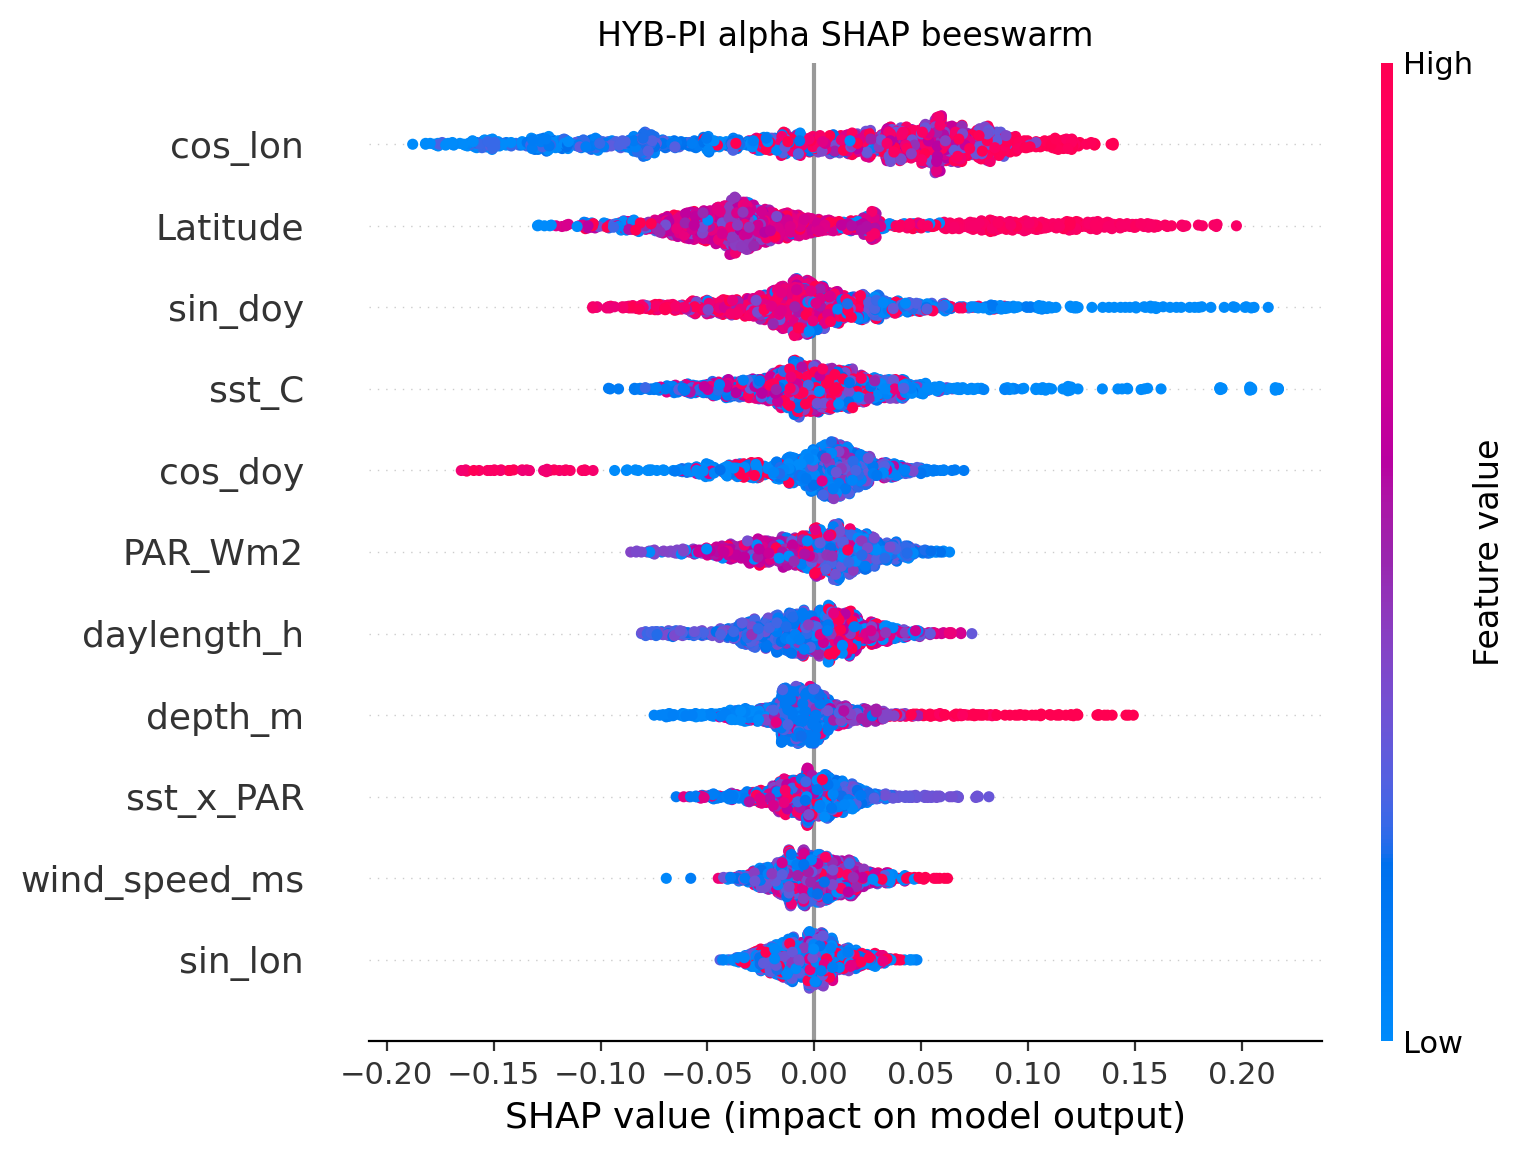 HYB-PI alpha SHAP beeswarm
High
cos_lon
Latitude
sin_doy
sst_C
cos_doy
PAR_Wm2
daylength_h
depth_m
sst_x_PAR
wind_speed_ms
sin_lon
Feature value
Low
−0.20 −0.15 −0.10 −0.05 0.00 0.05 0.10 0.15 0.20
SHAP value (impact on model output)